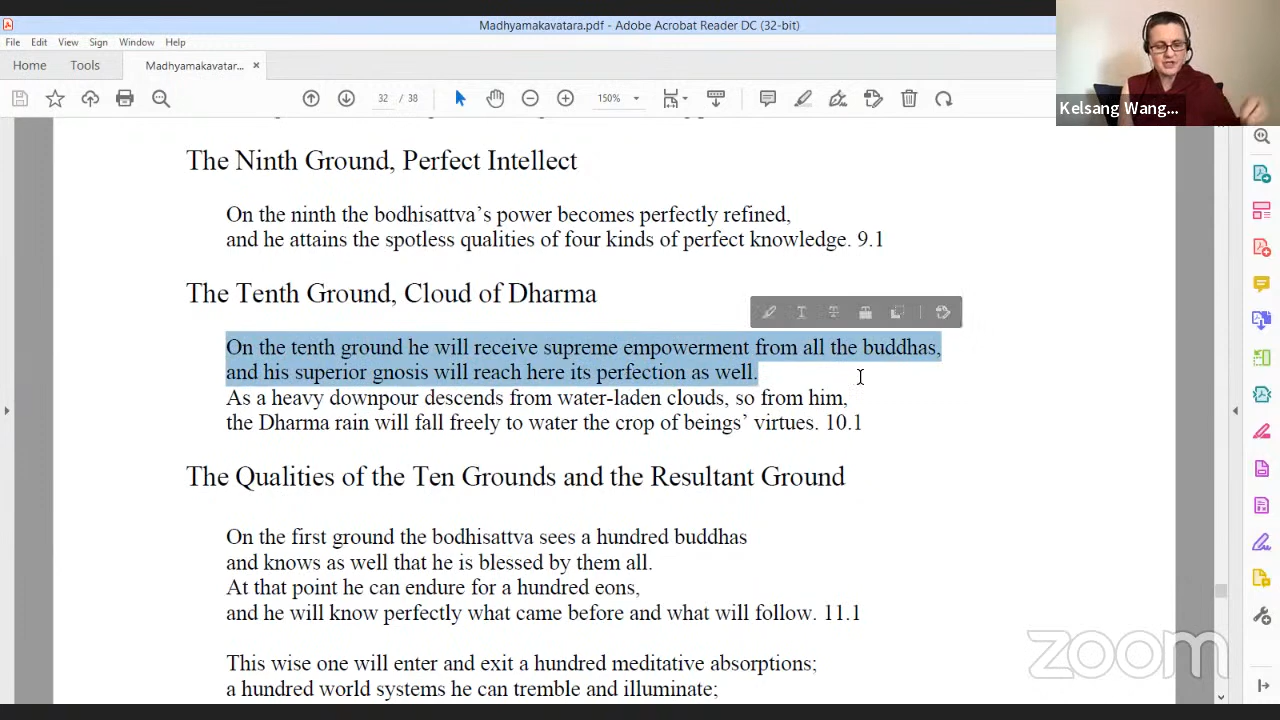 Madhyamakavatara.pdf - Adobe Acrobat Reader DC (32-bit)
File Edit View Sign Window Help
Home Tools Madhyamakavatar... ×
32 / 38 150%
Kelsang Wang...
The Ninth Ground, Perfect Intellect
On the ninth the bodhisattva’s power becomes perfectly refined,
and he attains the spotless qualities of four kinds of perfect knowledge. 9.1
The Tenth Ground, Cloud of Dharma
On the tenth ground he will receive supreme empowerment from all the buddhas,
and his superior gnosis will reach here its perfection as well.
As a heavy downpour descends from water-laden clouds, so from him,
the Dharma rain will fall freely to water the crop of beings’ virtues. 10.1
The Qualities of the Ten Grounds and the Resultant Ground
On the first ground the bodhisattva sees a hundred buddhas
and knows as well that he is blessed by them all.
At that point he can endure for a hundred eons,
and he will know perfectly what came before and what will follow. 11.1
This wise one will enter and exit a hundred meditative absorptions;
a hundred world systems he can tremble and illuminate;
zoom